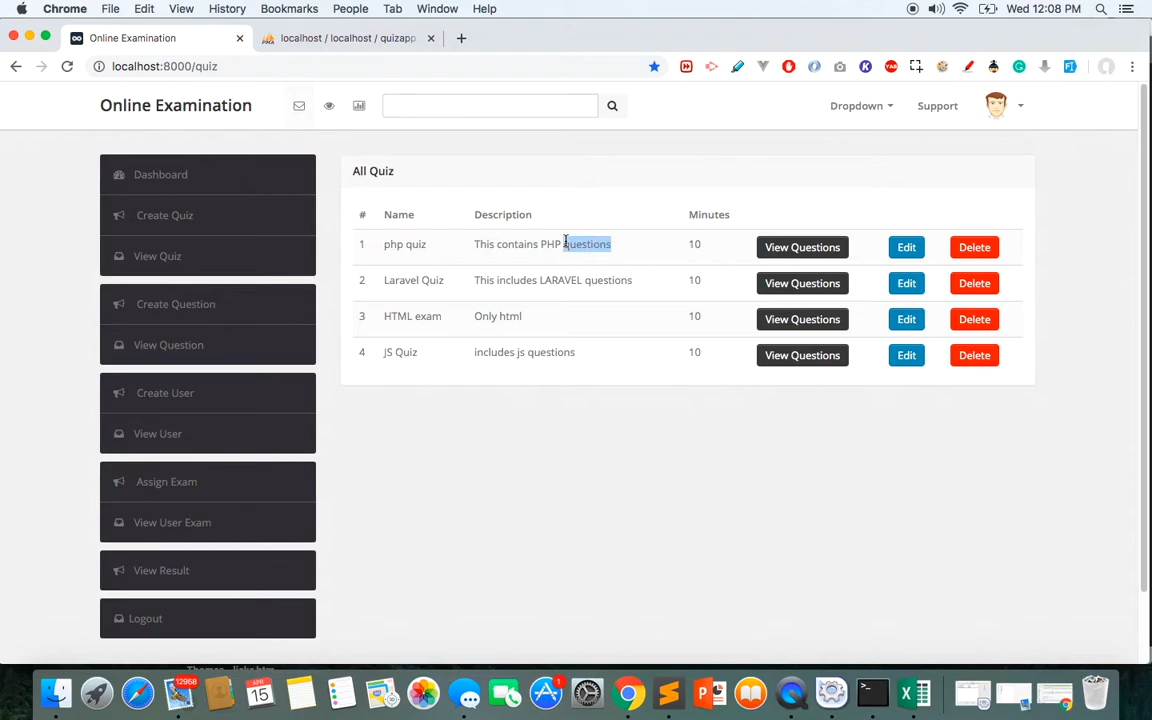 Chrome File Edit View History Bookmarks People Tab Window Help Wed 12:08 PM
Online Examination localhost / localhost / quizapp
localhost:8000/quiz
Online Examination Dropdown Support
Dashboard
Create Quiz
View Quiz
Create Question
View Question
Create User
View User
Assign Exam
View User Exam
View Result
Logout
All Quiz
# Name Description Minutes
1 php quiz This contains PHP questions 10 View Questions Edit Delete
2 Laravel Quiz This includes LARAVEL questions 10 View Questions Edit Delete
3 HTML exam Only html 10 View Questions Edit Delete
4 JS Quiz includes js questions 10 View Questions Edit Delete
12958
1
15